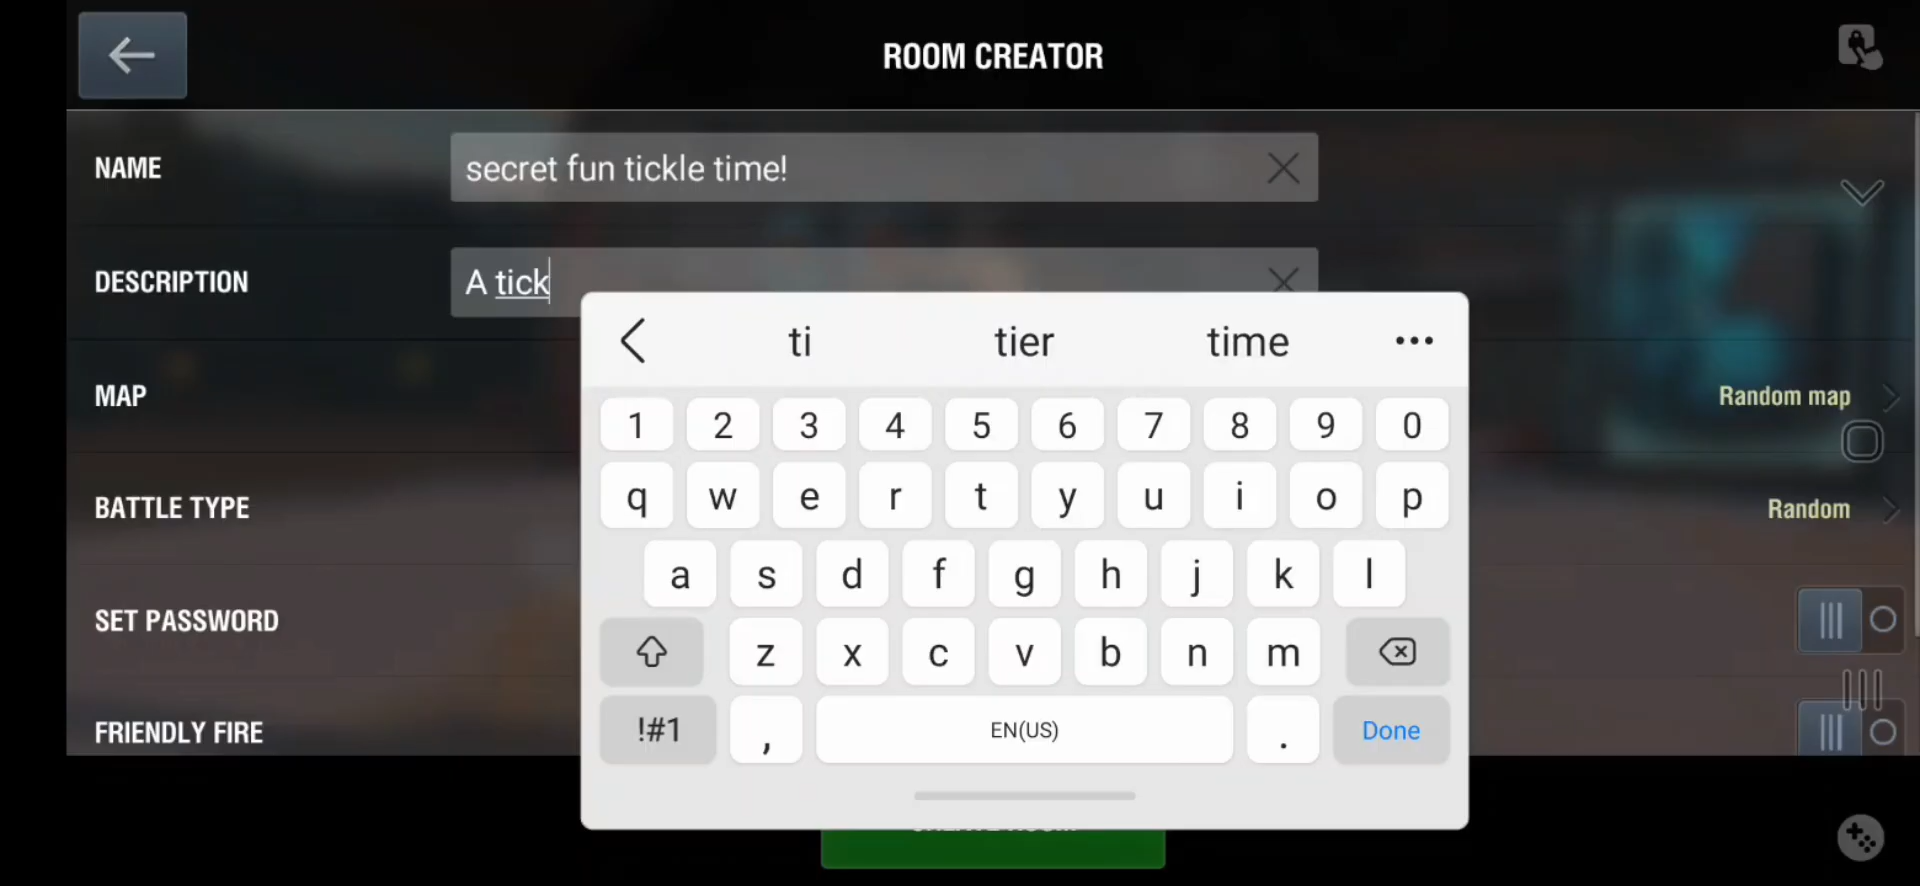 ROOM CREATOR
NAME
secret fun tickle time!
DESCRIPTION
A tick
ti tier time
MAP
Random map
1 2 3 4 5 6 7 8 9 0
q w e r t y u i o p
BATTLE TYPE
Random
a s d f g h j k l
SET PASSWORD
z x c v b n m
FRIENDLY FIRE
!#1 , EN(US) . Done